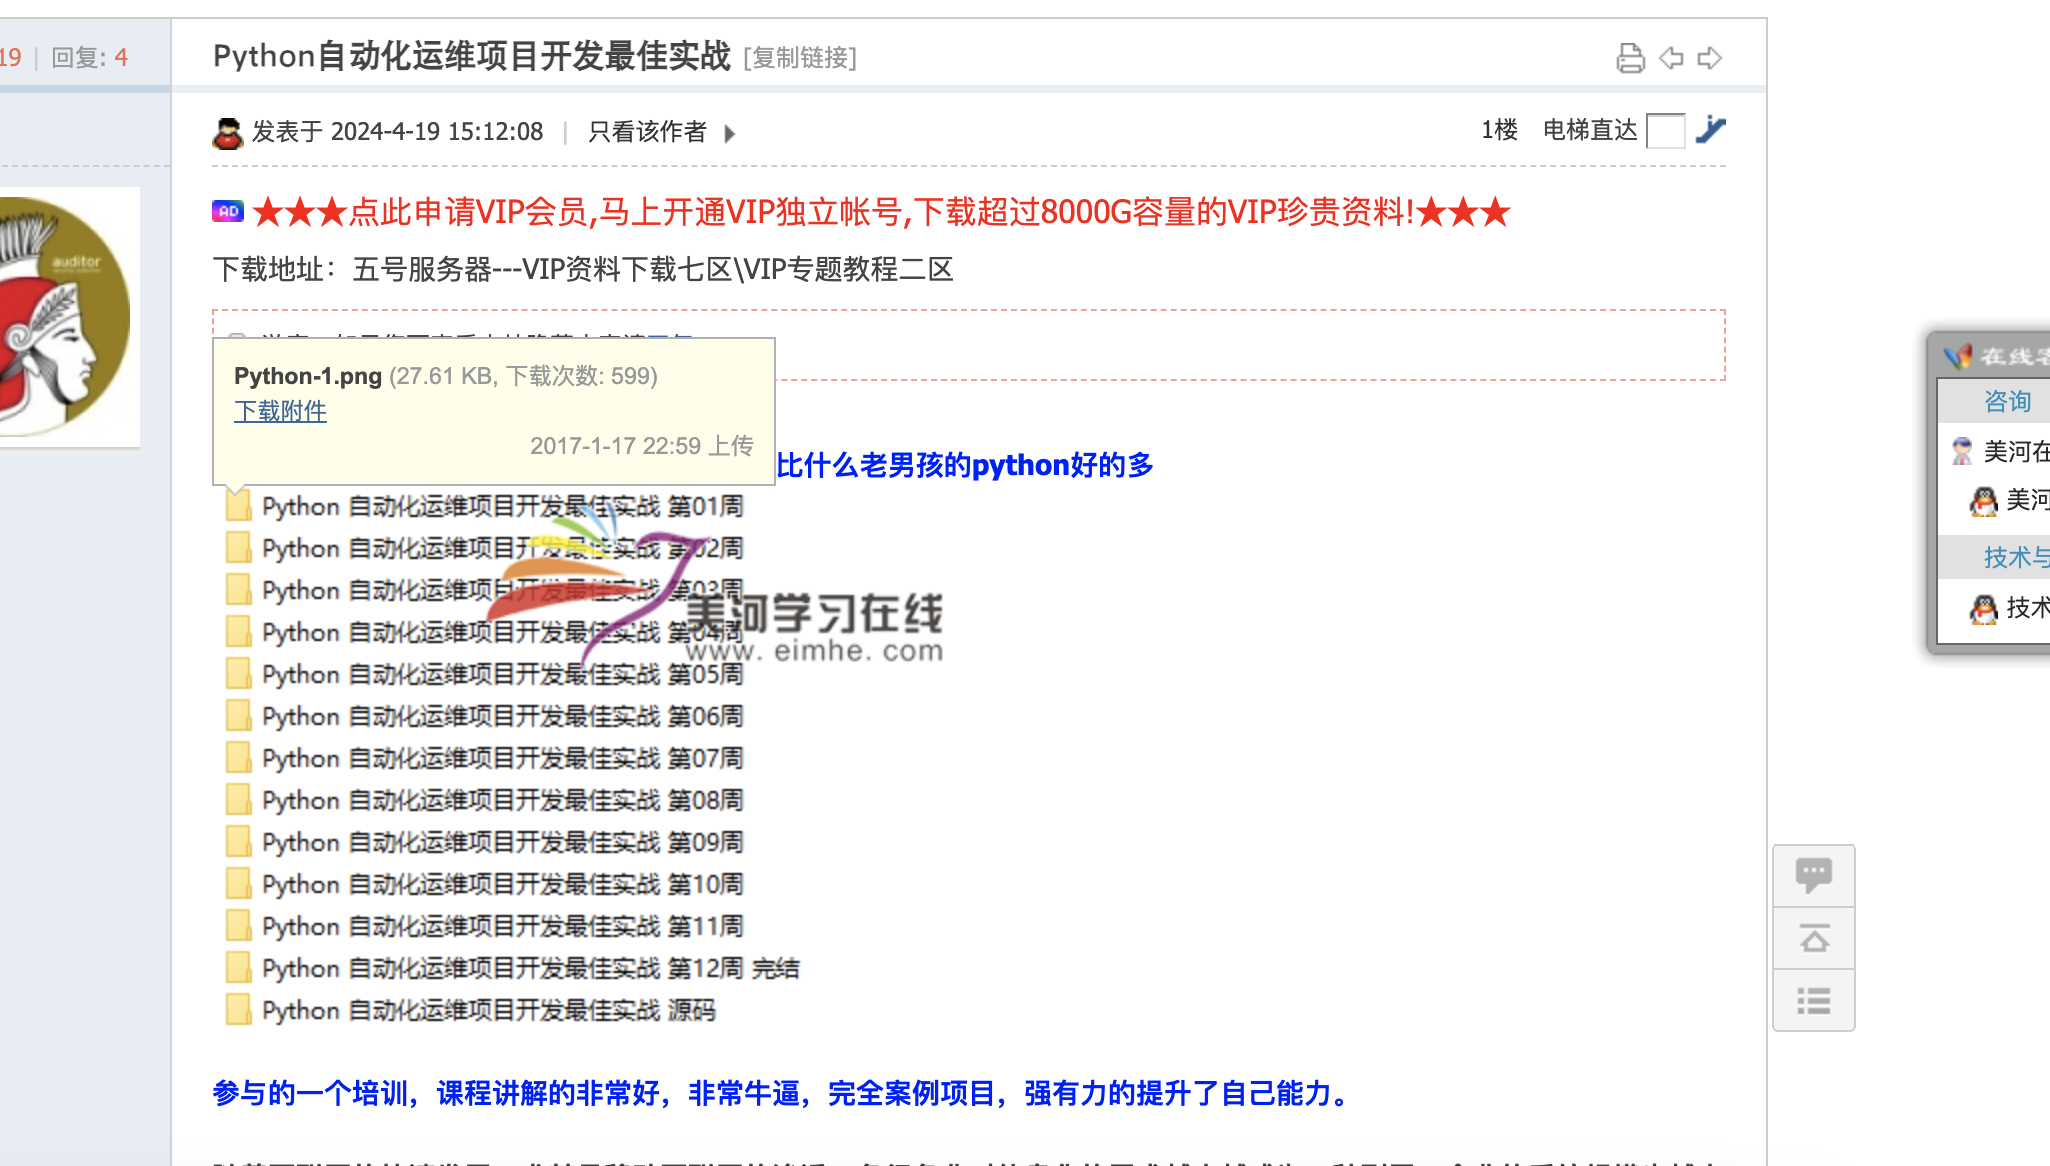 19 | 回复: 4
Python自动化运维项目开发最佳实战 [复制链接]
发表于 2024-4-19 15:12:08 | 只看该作者
1楼 电梯直达
auditor
AD ★★★点此申请VIP会员,马上开通VIP独立帐号,下载超过8000G容量的VIP珍贵资料!★★★
下载地址：五号服务器---VIP资料下载七区\VIP专题教程二区
Python-1.png (27.61 KB, 下载次数: 599)
下载附件
2017-1-17 22:59 上传
比什么老男孩的python好的多
Python 自动化运维项目开发最佳实战 第01周
Python 自动化运维项目开发最佳实战 第02周
Python 自动化运维项目开发最佳实战 第03周
Python 自动化运维项目开发最佳实战 第04周
Python 自动化运维项目开发最佳实战 第05周
Python 自动化运维项目开发最佳实战 第06周
Python 自动化运维项目开发最佳实战 第07周
Python 自动化运维项目开发最佳实战 第08周
Python 自动化运维项目开发最佳实战 第09周
Python 自动化运维项目开发最佳实战 第10周
Python 自动化运维项目开发最佳实战 第11周
Python 自动化运维项目开发最佳实战 第12周 完结
Python 自动化运维项目开发最佳实战 源码
美河学习在线
www.eimhe.com
参与的一个培训，课程讲解的非常好，非常牛逼，完全案例项目，强有力的提升了自己能力。
在线
咨询
美河在
美河
技术与
技术